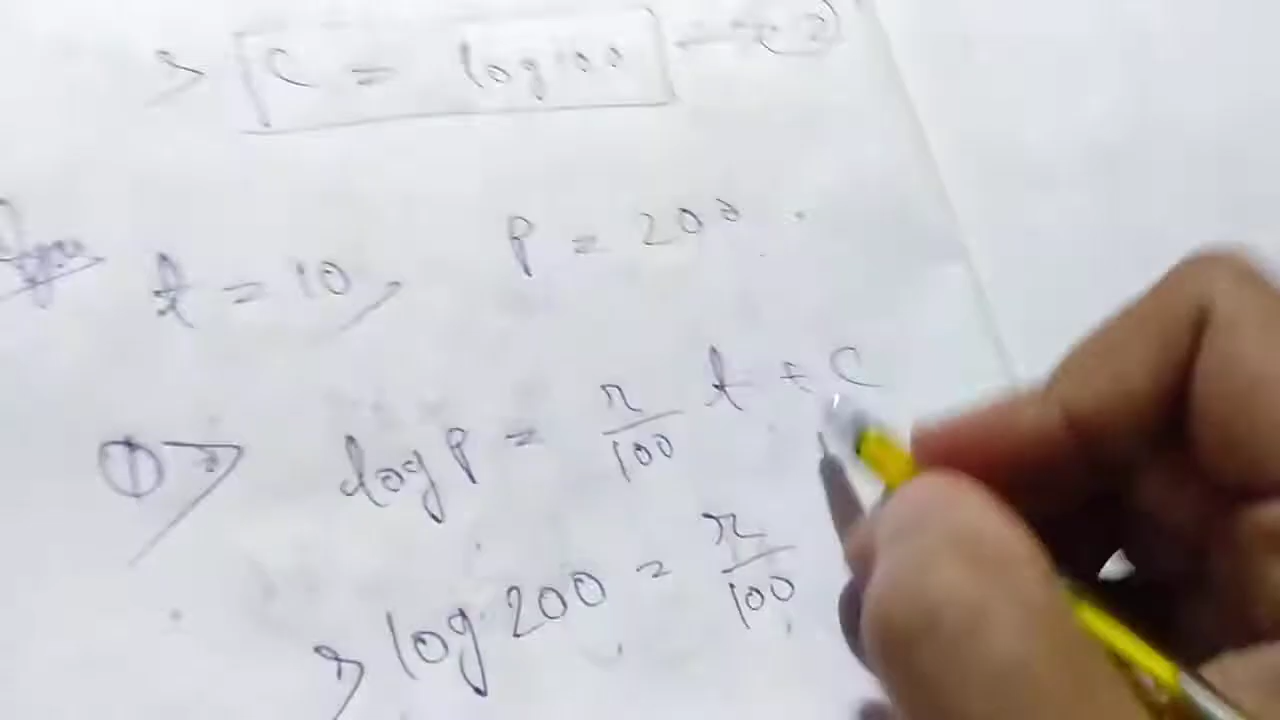 ⇒ C = log 100 → (2)
t = 10, P = 200.
① ⇒ log P = r/100 t + C
⇒ log 200 = r/100